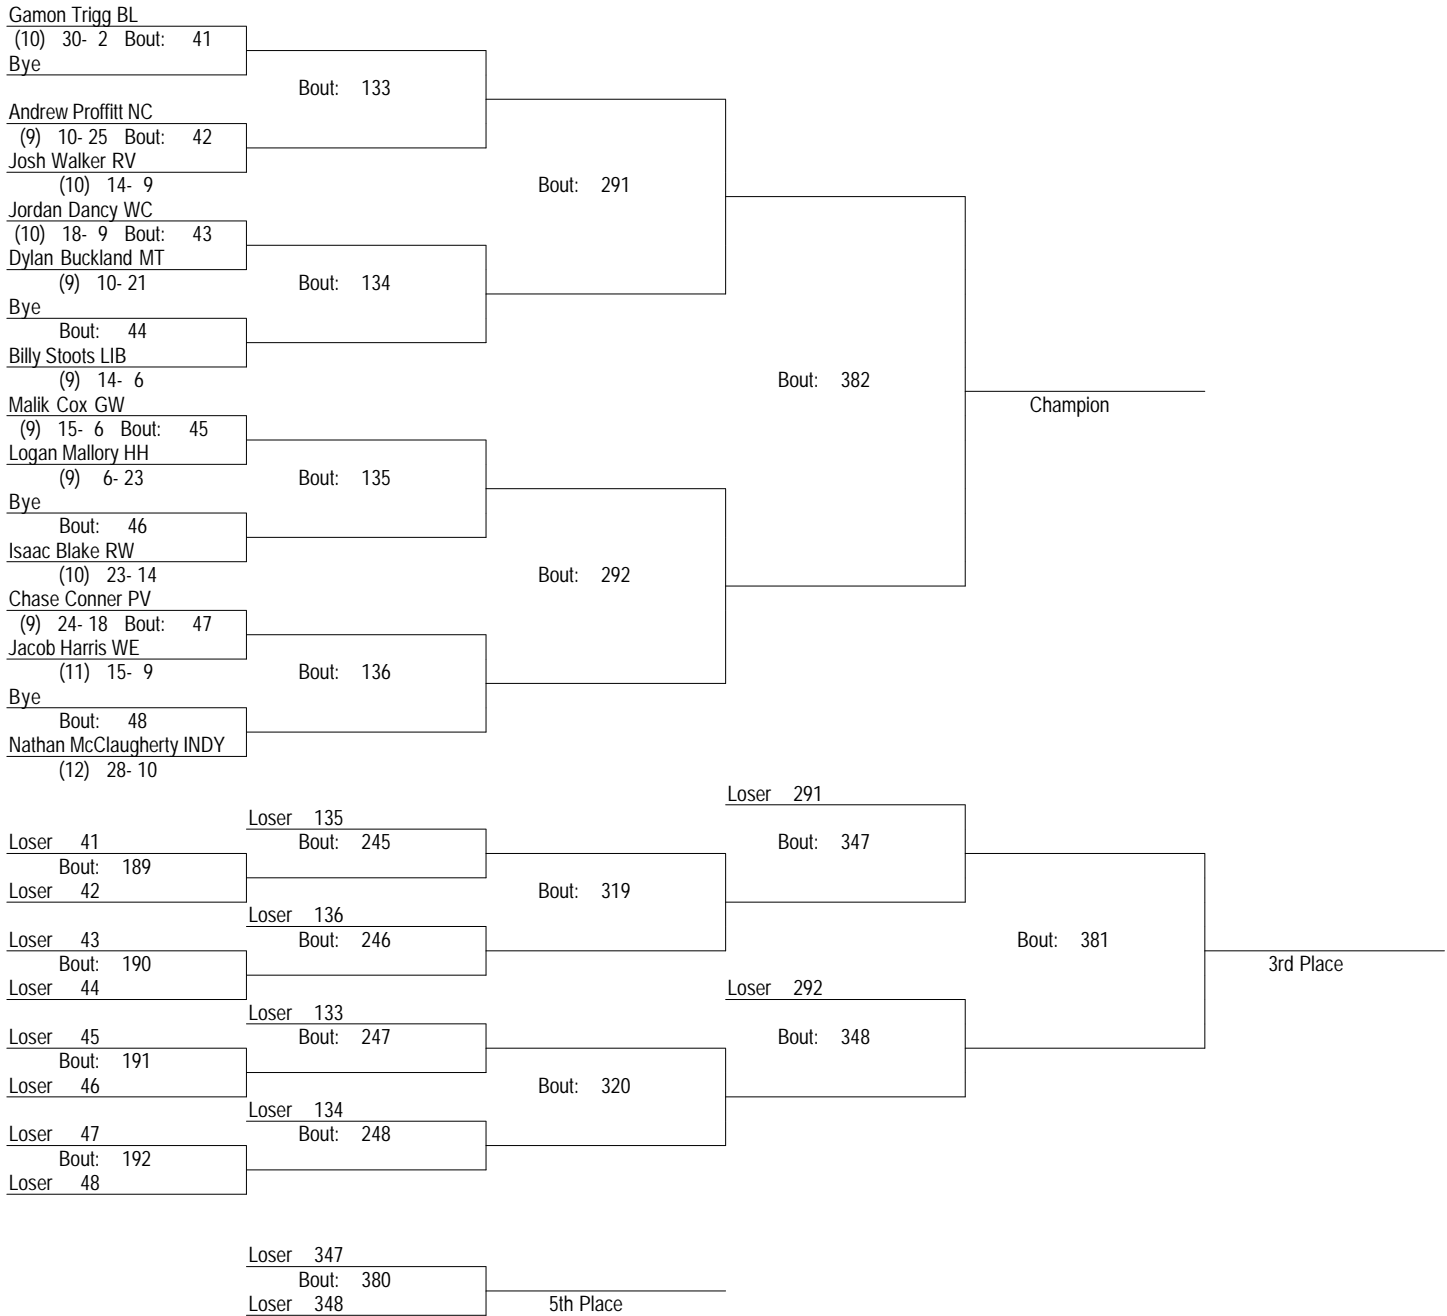 Gamon Trigg BL
(10) 30- 2 Bout: 41
Bye
Bout: 133
Andrew Proffitt NC
(9) 10- 25 Bout: 42
Josh Walker RV
(10) 14- 9
Bout: 291
Jordan Dancy WC
(10) 18- 9 Bout: 43
Dylan Buckland MT
(9) 10- 21
Bout: 134
Bye
Bout: 44
Billy Stoots LIB
(9) 14- 6
Bout: 382
Champion
Malik Cox GW
(9) 15- 6 Bout: 45
Logan Mallory HH
(9) 6- 23
Bout: 135
Bye
Bout: 46
Isaac Blake RW
(10) 23- 14
Bout: 292
Chase Conner PV
(9) 24- 18 Bout: 47
Jacob Harris WE
(11) 15- 9
Bout: 136
Bye
Bout: 48
Nathan McClaugherty INDY
(12) 28- 10
Loser 291
Loser 135
Loser 41
Bout: 245
Bout: 347
Bout: 189
Loser 42
Bout: 319
Loser 136
Loser 43
Bout: 246
Bout: 381
Bout: 190
3rd Place
Loser 44
Loser 292
Loser 133
Loser 45
Bout: 247
Bout: 348
Bout: 191
Loser 46
Bout: 320
Loser 134
Loser 47
Bout: 248
Bout: 192
Loser 48
Loser 347
Bout: 380
Loser 348
5th Place